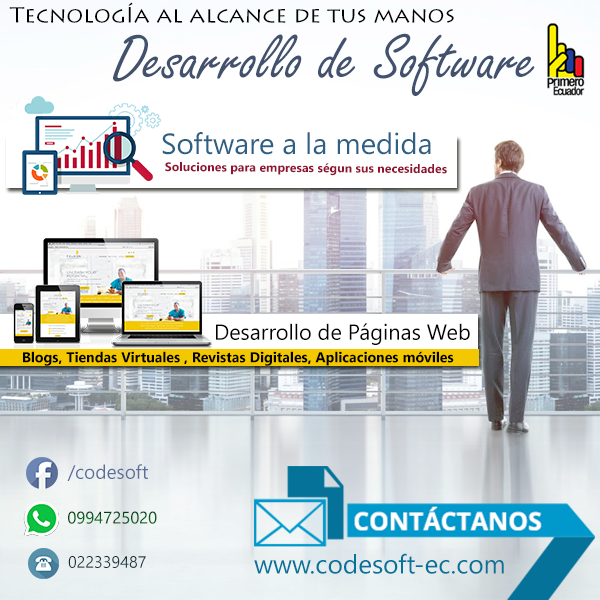 TECNOLOGÍA AL ALCANCE DE TUS MANOS
Desarrollo de Software
Primero
Ecuador
Software a la medida
Soluciones para empresas ségun sus necesidades
Desarrollo de Páginas Web
Blogs, Tiendas Virtuales , Revistas Digitales, Aplicaciones móviles
/codesoft
0994725020
022339487
CONTÁCTANOS
www.codesoft-ec.com